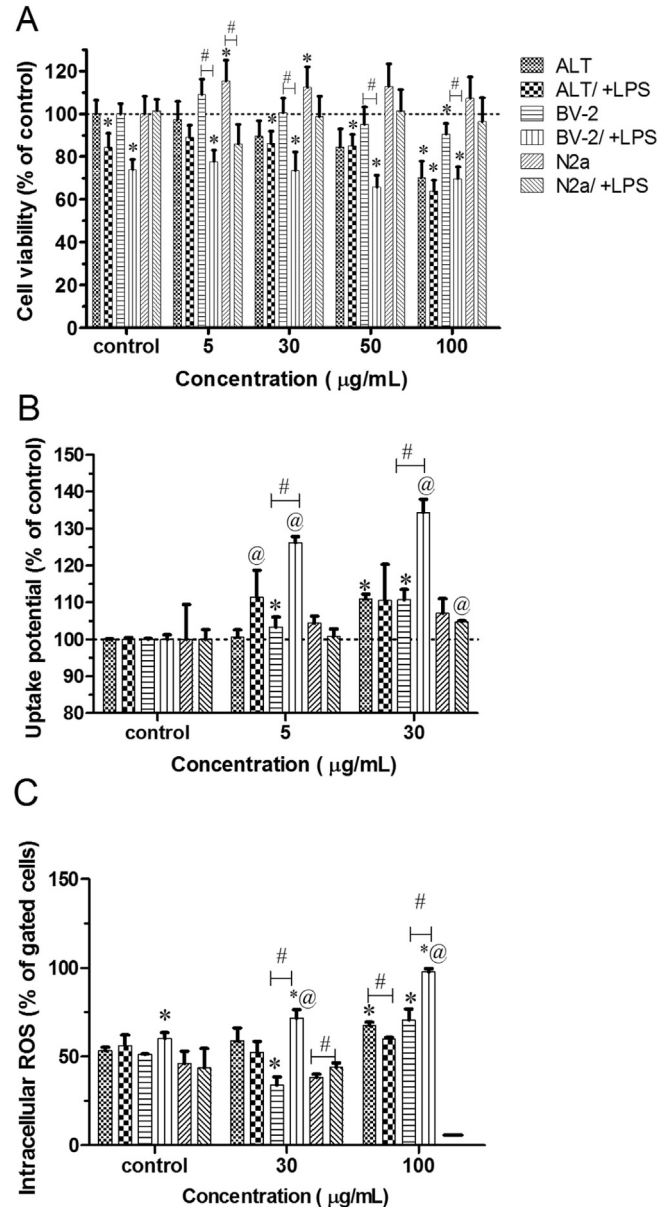 A
Cell viability (% of control)
120
100
80
60
40
20
0
# # # # #
* * * * * * * * * * * * * *
control 5 30 50 100
Concentration ( μg/mL)
ALT
ALT/ +LPS
BV-2
BV-2/ +LPS
N2a
N2a/ +LPS
B
Uptake potential (% of control)
150
140
130
120
110
100
90
80
@ * # @ * * # @ @
control 5 30
Concentration ( μg/mL)
C
Intracellular ROS (% of gated cells)
150
100
50
0
* * # *@ # * # * # *@
control 30 100
Concentration ( μg/mL)